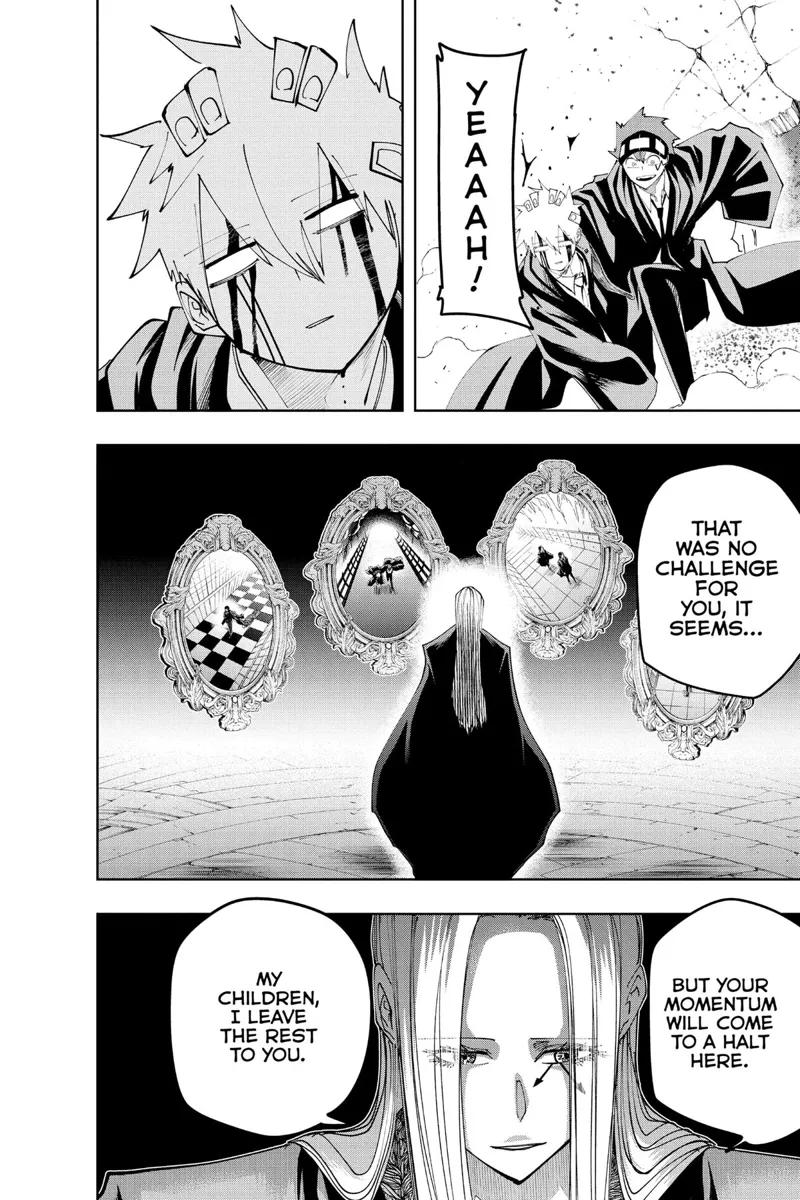 YEAAAH!
THAT
WAS NO
CHALLENGE
FOR
YOU, IT
SEEMS...
BUT YOUR
MOMENTUM
WILL COME
TO A HALT
HERE.
MY
CHILDREN,
I LEAVE
THE REST
TO YOU.